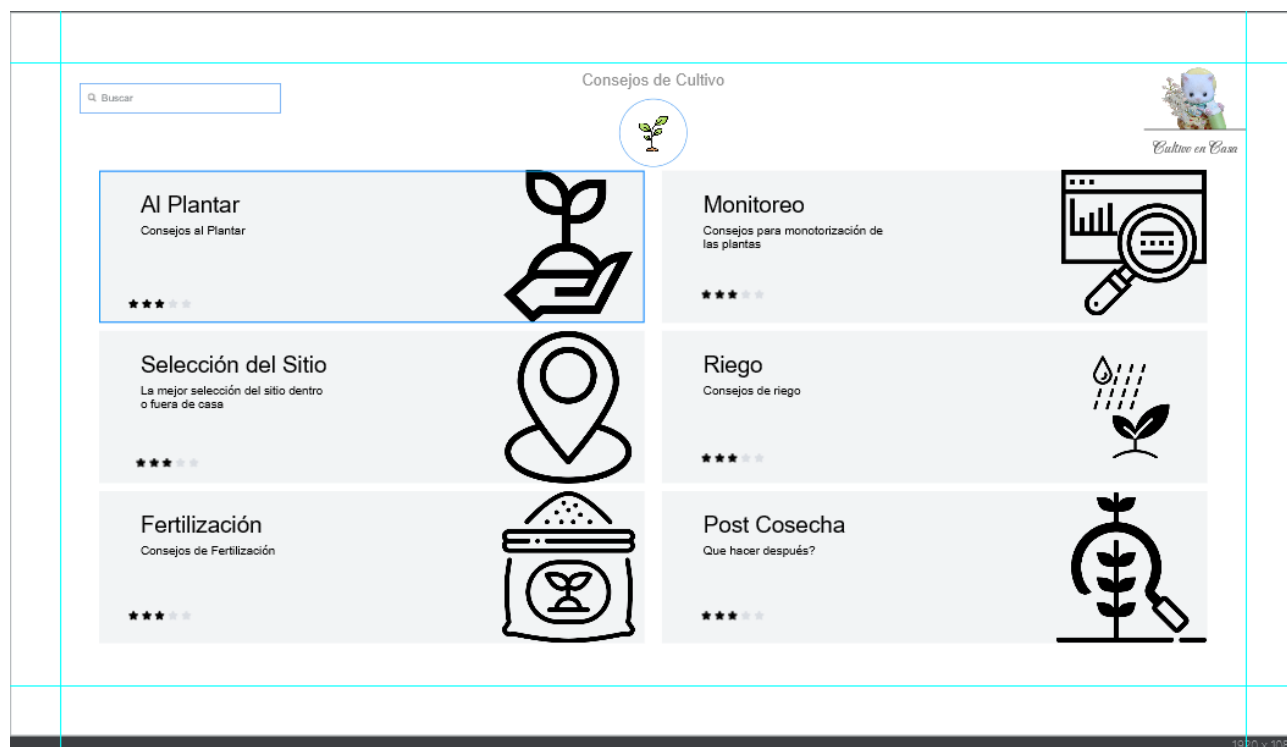 Consejos de Cultivo
Buscar
Cultivo en Casa
Al Plantar
Consejos al Plantar
Monitoreo
Consejos para monotorización de
las plantas
Selección del Sitio
La mejor selección del sitio dentro
o fuera de casa
Riego
Consejos de riego
Fertilización
Consejos de Fertilización
Post Cosecha
Que hacer después?